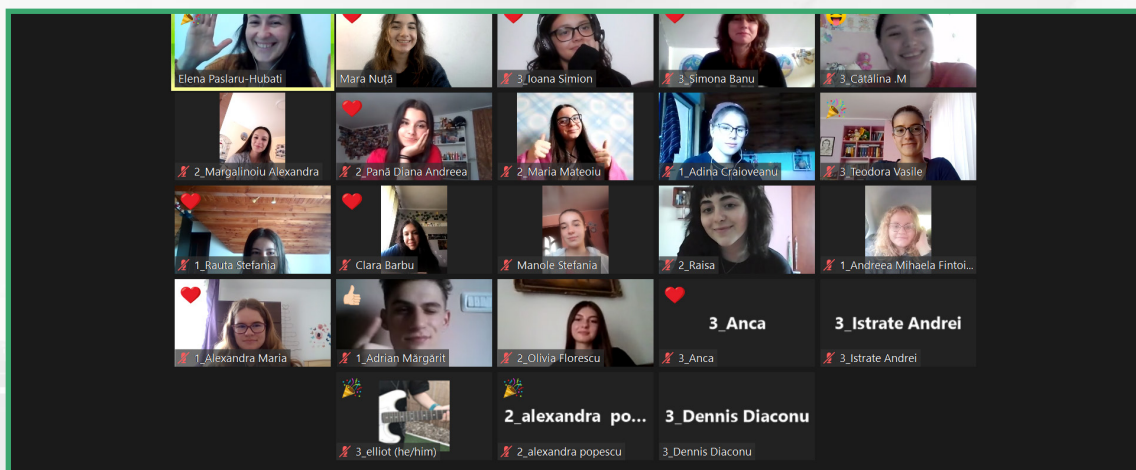 Elena Paslaru-Hubati
Mara Nuță
3_Ioana Simion
3_Simona Banu
3_Cătălina .M
2_Margalinoiu Alexandra
2_Pană Diana Andreea
2_Maria Mateoiu
1_Adina Craioveanu
3_Teodora Vasile
1_Rauta Stefania
Clara Barbu
Manole Stefania
2_Raisa
1_Andreea Mihaela Fintoi...
1_Alexandra Maria
1_Adrian Mărgărit
2_Olivia Florescu
3_Anca
3_Anca
3_Istrate Andrei
3_Istrate Andrei
3_elliot (he/him)
2_alexandra po...
2_alexandra popescu
3_Dennis Diaconu
3_Dennis Diaconu